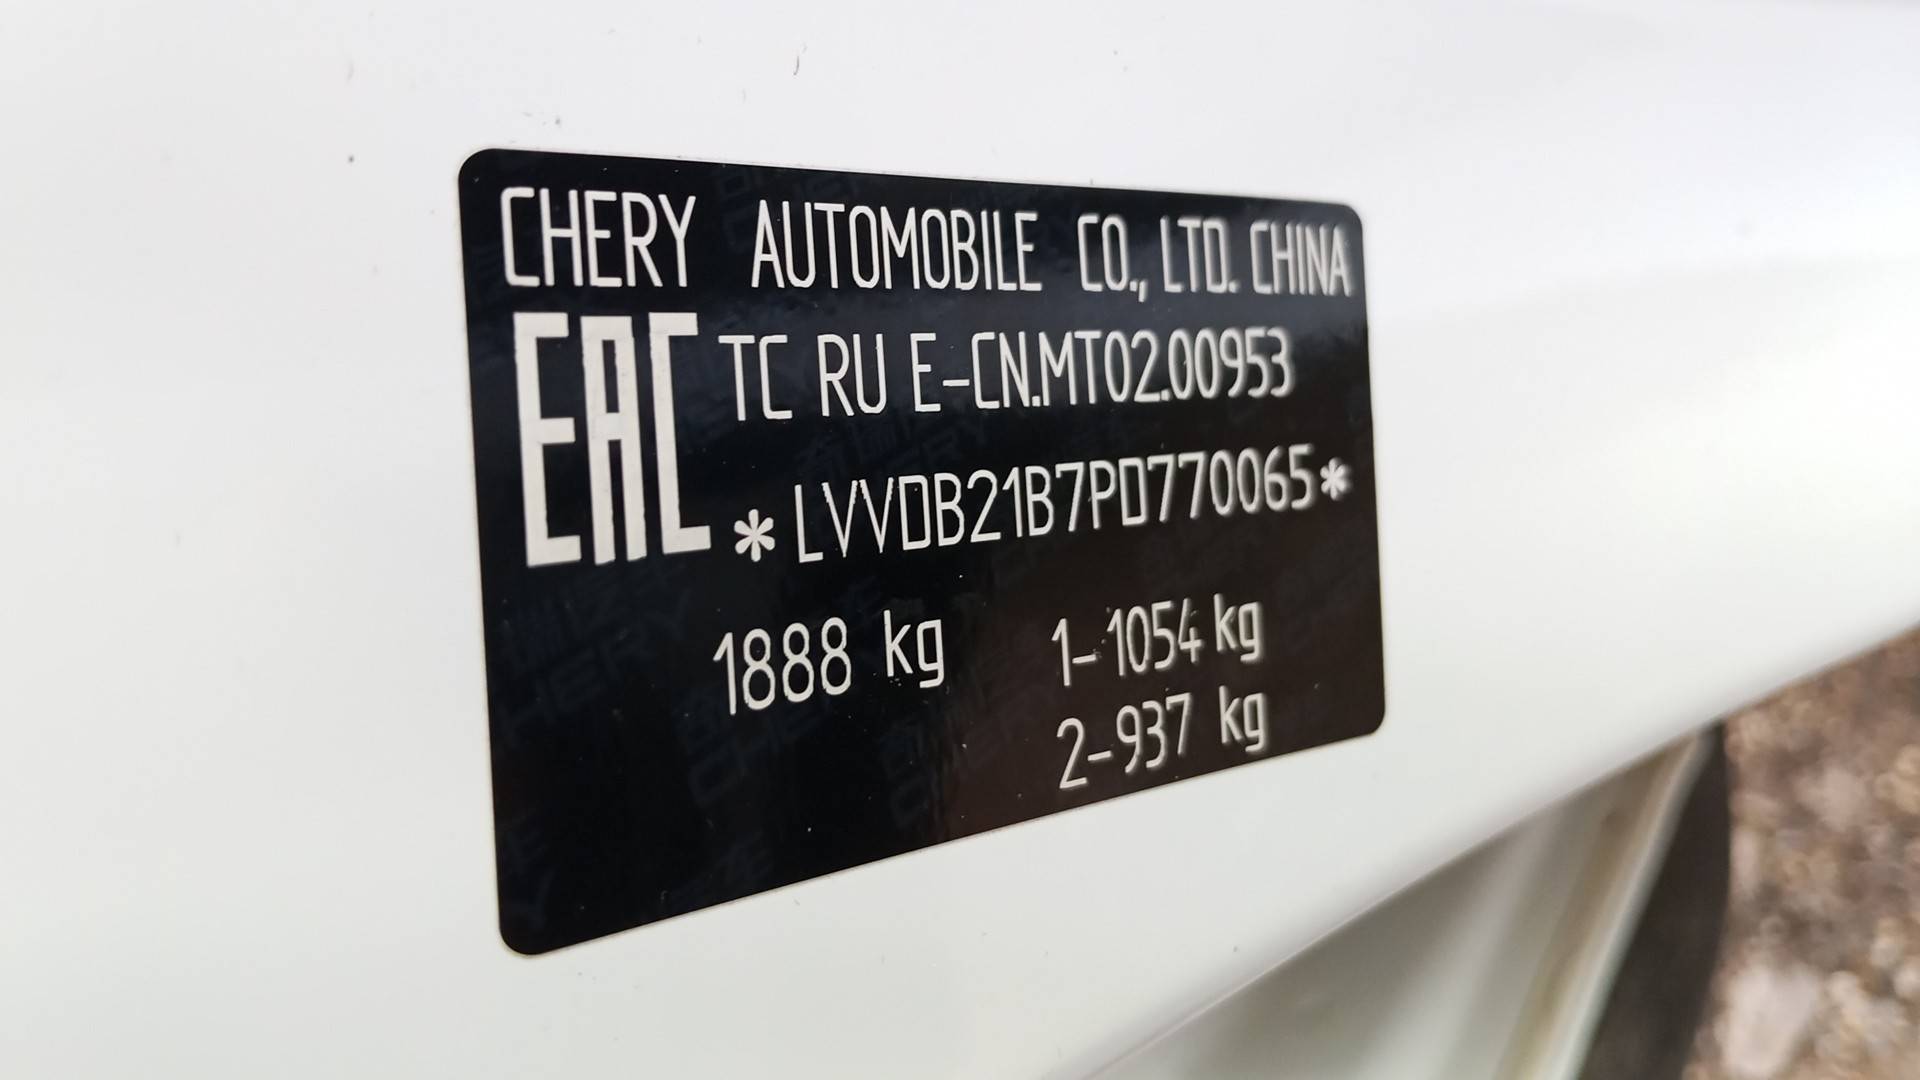 CHERY AUTOMOBILE CO., LTD. CHINA
EAC TC RU E-CN.MT02.00953
*LVVDB21B7PD770065*
1888 kg 1-1054 kg
2-937 kg